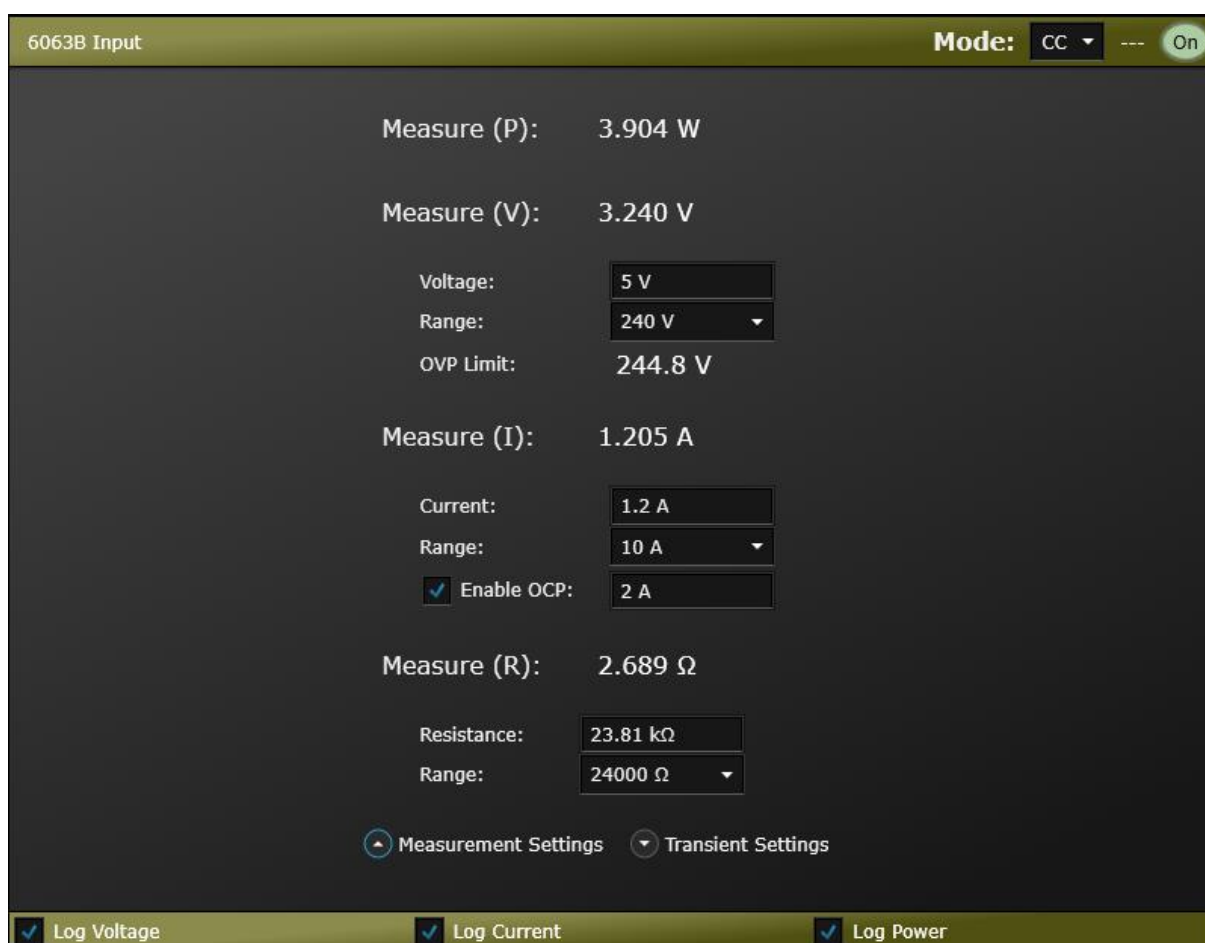 6063B Input Mode: CC --- On
Measure (P): 3.904 W
Measure (V): 3.240 V
Voltage: 5 V
Range: 240 V
OVP Limit: 244.8 V
Measure (I): 1.205 A
Current: 1.2 A
Range: 10 A
Enable OCP: 2 A
Measure (R): 2.689 Ω
Resistance: 23.81 kΩ
Range: 24000 Ω
Measurement Settings Transient Settings
Log Voltage Log Current Log Power